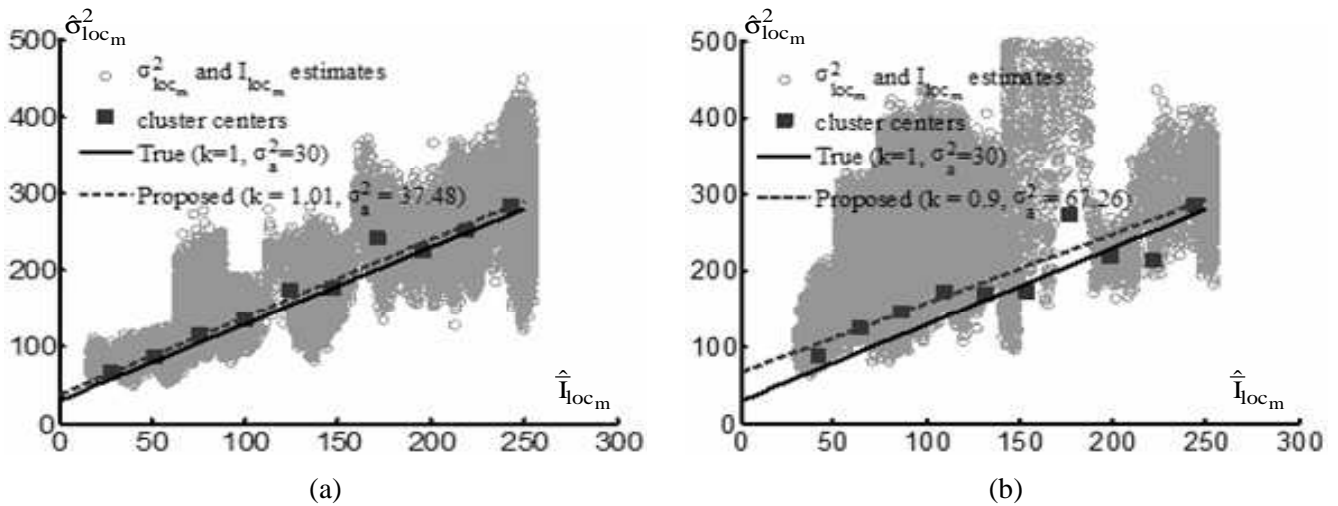 σ̂²loc_m
500
400
300
200
100
0
σ²loc_m and I loc_m estimates
cluster centers
True (k=1, σ²a=30)
Proposed (k = 1.01, σ²a = 37.48)
Î̄loc_m
0 50 100 150 200 250 300
(a)
σ̂²loc_m
500
400
300
200
100
0
σ²loc_m and I loc_m estimates
cluster centers
True (k=1, σ²a=30)
Proposed (k = 0.9, σ²a = 67.26)
Î̄loc_m
0 50 100 150 200 250 300
(b)